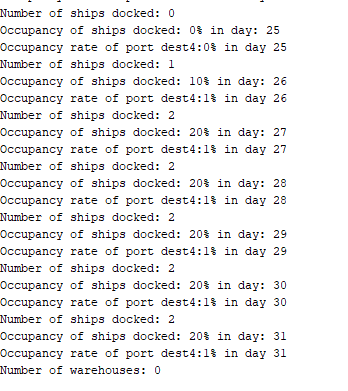 Number of ships docked: 0
Occupancy of ships docked: 0% in day: 25
Occupancy rate of port dest4:0% in day 25
Number of ships docked: 1
Occupancy of ships docked: 10% in day: 26
Occupancy rate of port dest4:1% in day 26
Number of ships docked: 2
Occupancy of ships docked: 20% in day: 27
Occupancy rate of port dest4:1% in day 27
Number of ships docked: 2
Occupancy of ships docked: 20% in day: 28
Occupancy rate of port dest4:1% in day 28
Number of ships docked: 2
Occupancy of ships docked: 20% in day: 29
Occupancy rate of port dest4:1% in day 29
Number of ships docked: 2
Occupancy of ships docked: 20% in day: 30
Occupancy rate of port dest4:1% in day 30
Number of ships docked: 2
Occupancy of ships docked: 20% in day: 31
Occupancy rate of port dest4:1% in day 31
Number of warehouses: 0